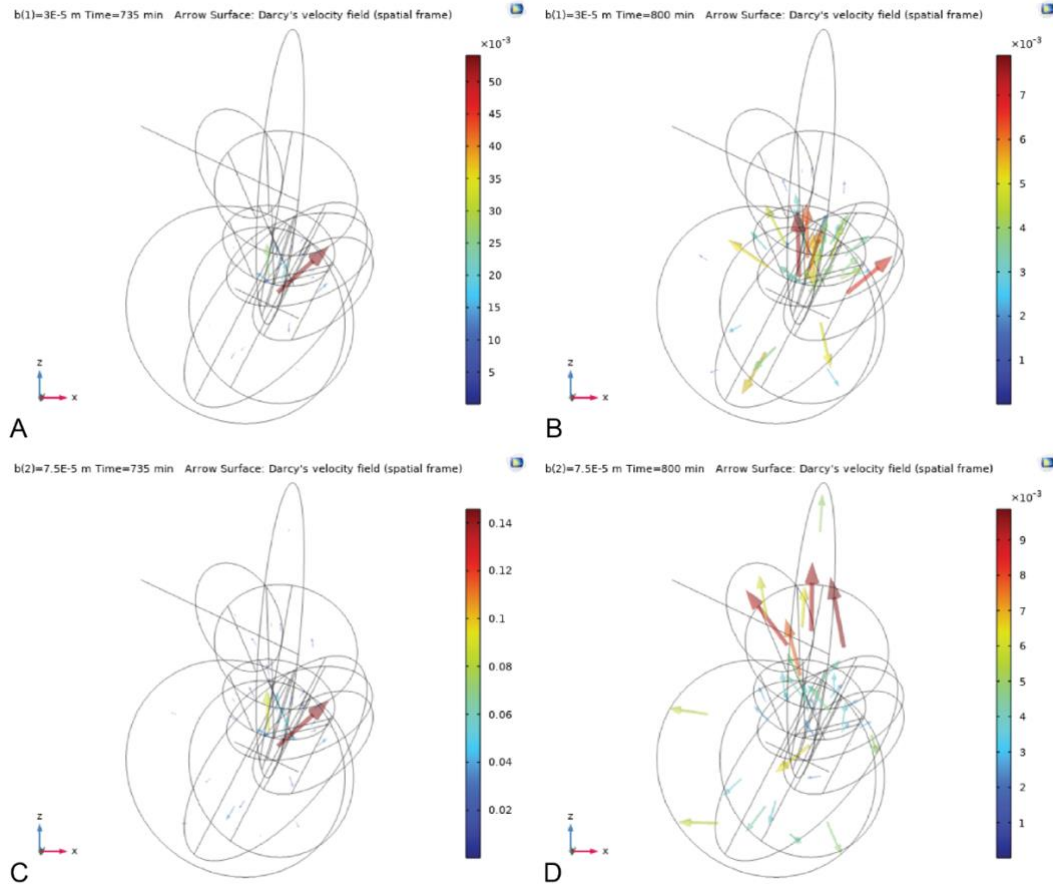 b(1)=3E-5 m Time=735 min   Arrow Surface: Darcy's velocity field (spatial frame)
×10⁻³
50
45
40
35
30
25
20
15
10
5
z
x
A
b(1)=3E-5 m Time=800 min   Arrow Surface: Darcy's velocity field (spatial frame)
×10⁻³
7
6
5
4
3
2
1
z
x
B
b(2)=7.5E-5 m Time=735 min   Arrow Surface: Darcy's velocity field (spatial frame)
0.14
0.12
0.1
0.08
0.06
0.04
0.02
z
x
C
b(2)=7.5E-5 m Time=800 min   Arrow Surface: Darcy's velocity field (spatial frame)
×10⁻³
9
8
7
6
5
4
3
2
1
z
x
D